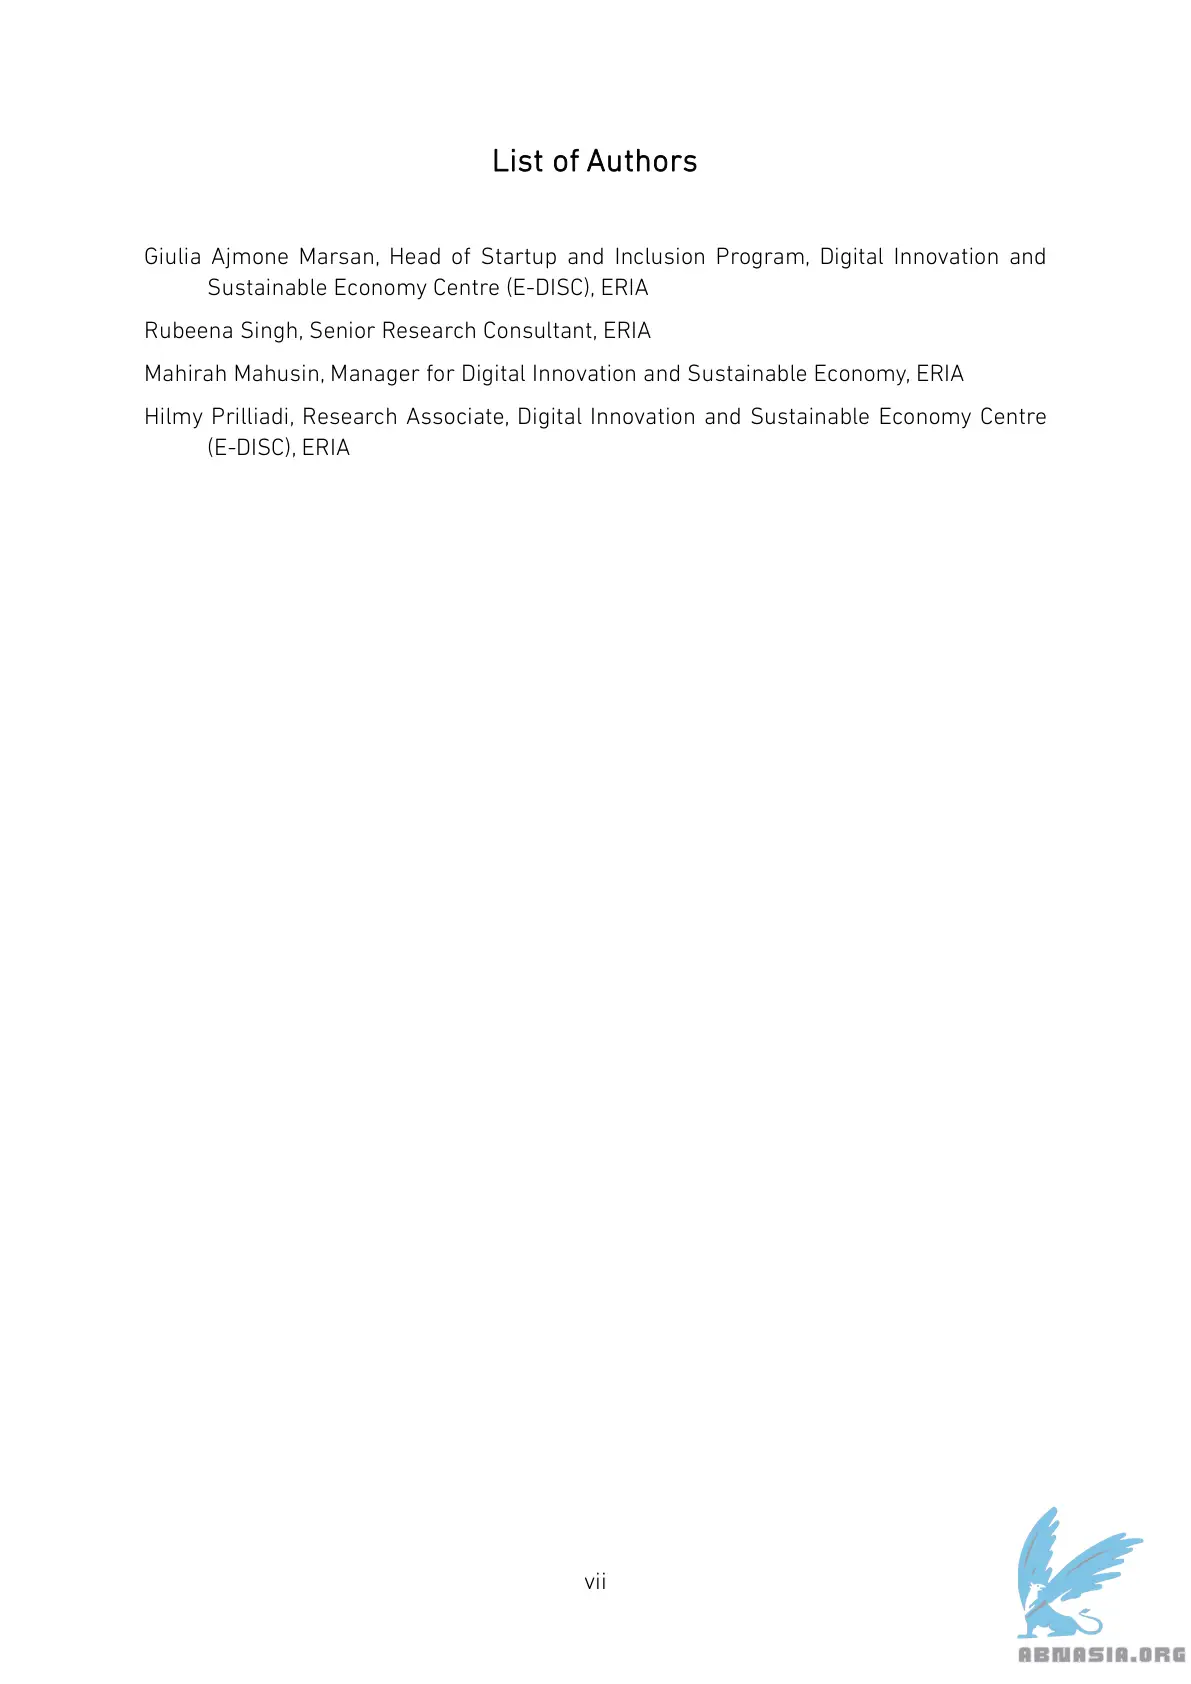 List of Authors
Giulia Ajmone Marsan, Head of Startup and Inclusion Program, Digital Innovation and
Sustainable Economy Centre (E-DISC), ERIA
Rubeena Singh, Senior Research Consultant, ERIA
Mahirah Mahusin, Manager for Digital Innovation and Sustainable Economy, ERIA
Hilmy Prilliadi, Research Associate, Digital Innovation and Sustainable Economy Centre
(E-DISC), ERIA
vii
ABNASIA.ORG